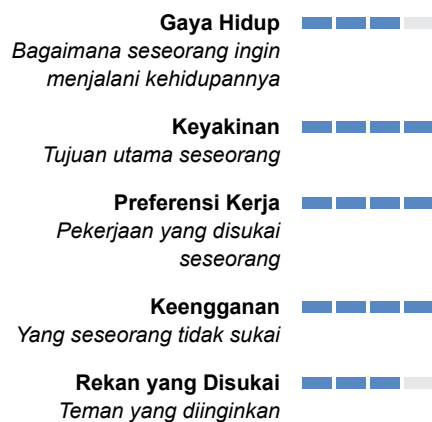 Gaya Hidup
Bagaimana seseorang ingin
menjalani kehidupannya
Keyakinan
Tujuan utama seseorang
Preferensi Kerja
Pekerjaan yang disukai
seseorang
Keengganan
Yang seseorang tidak sukai
Rekan yang Disukai
Teman yang diinginkan